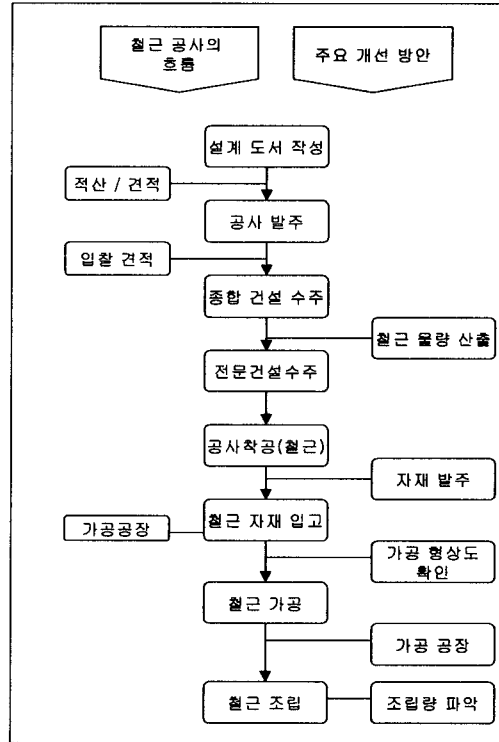 철근 공사의
흐름
주요 개선 방안
설계 도서 작성
적산 / 견적
공사 발주
입찰 견적
종합 건설 수주
철근 물량 산출
전문건설수주
공사착공(철근)
자재 발주
가공공장
철근 자재 입고
가공 형상도
확인
철근 가공
가공 공장
철근 조립
조립량 파악